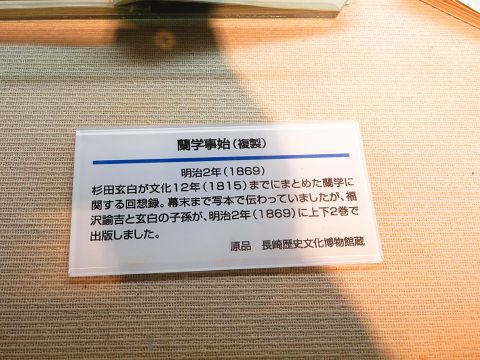 蘭学事始(複製)
明治2年(1869)
杉田玄白が文化12年(1815)までにまとめた蘭学に
関する回想録。幕末まで写本で伝わっていましたが、福
沢諭吉と玄白の子孫が、明治2年(1869)に上下2巻で
出版しました。
原品 長崎歴史文化博物館蔵